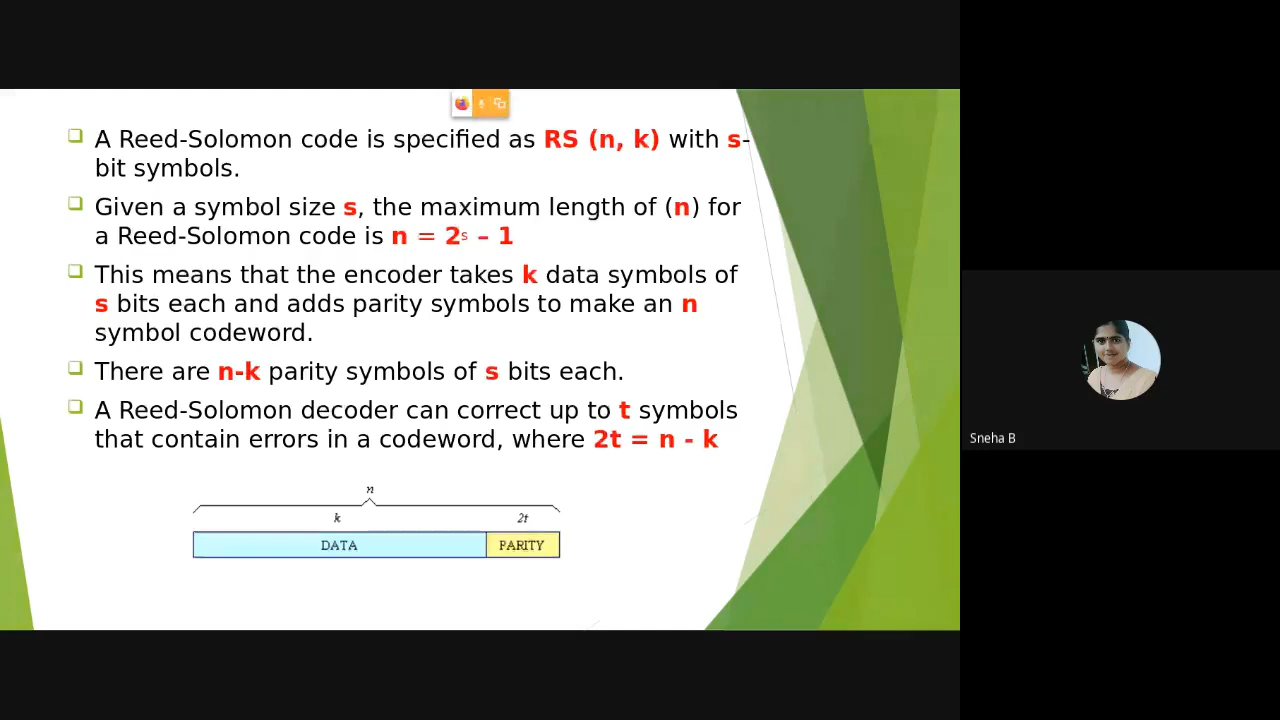 A Reed-Solomon code is specified as RS (n, k) with s-
bit symbols.
Given a symbol size s, the maximum length of (n) for
a Reed-Solomon code is n = 2ˢ – 1
This means that the encoder takes k data symbols of
s bits each and adds parity symbols to make an n
symbol codeword.
There are n-k parity symbols of s bits each.
A Reed-Solomon decoder can correct up to t symbols
that contain errors in a codeword, where 2t = n - k
n
k 2t
DATA PARITY
Sneha B